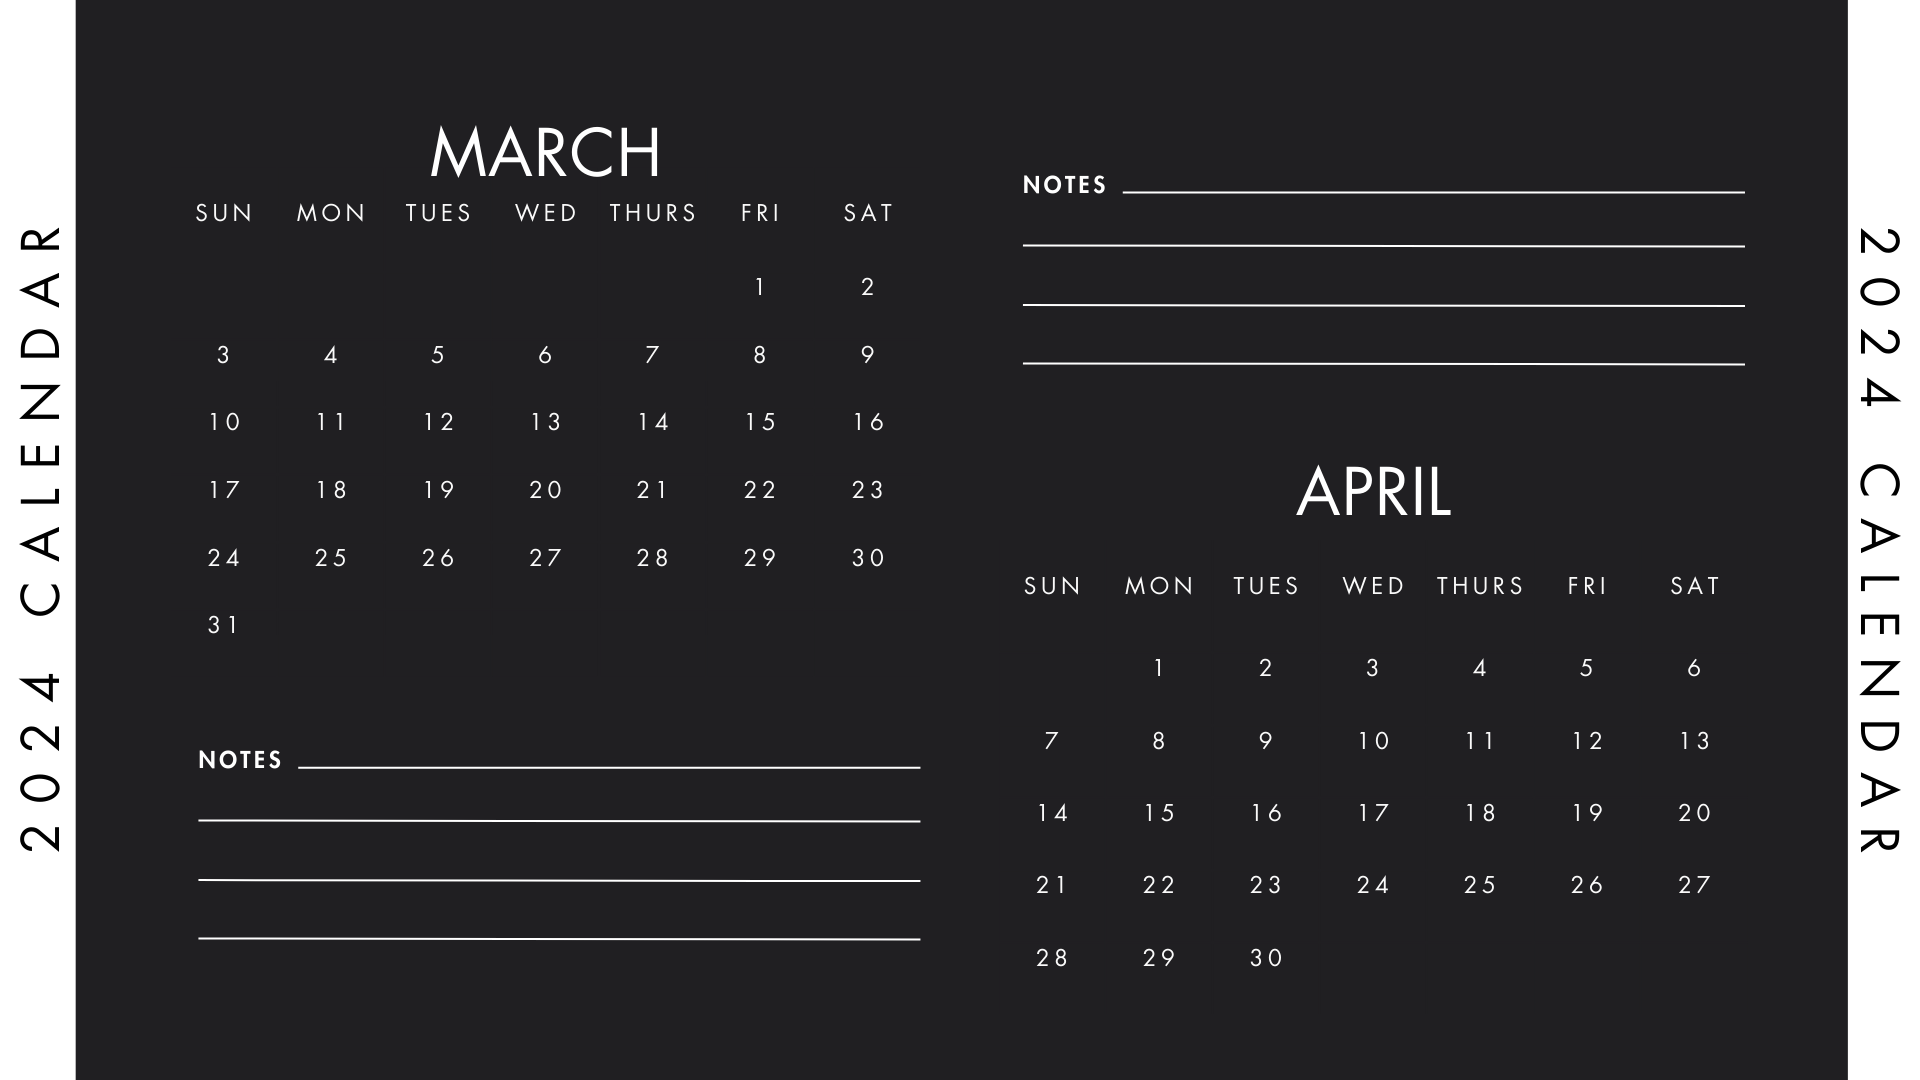 2024 CALENDAR
MARCH
SUN MON TUES WED THURS FRI SAT
1 2
3 4 5 6 7 8 9
10 11 12 13 14 15 16
17 18 19 20 21 22 23
24 25 26 27 28 29 30
31
NOTES
NOTES
APRIL
SUN MON TUES WED THURS FRI SAT
1 2 3 4 5 6
7 8 9 10 11 12 13
14 15 16 17 18 19 20
21 22 23 24 25 26 27
28 29 30
2024 CALENDAR